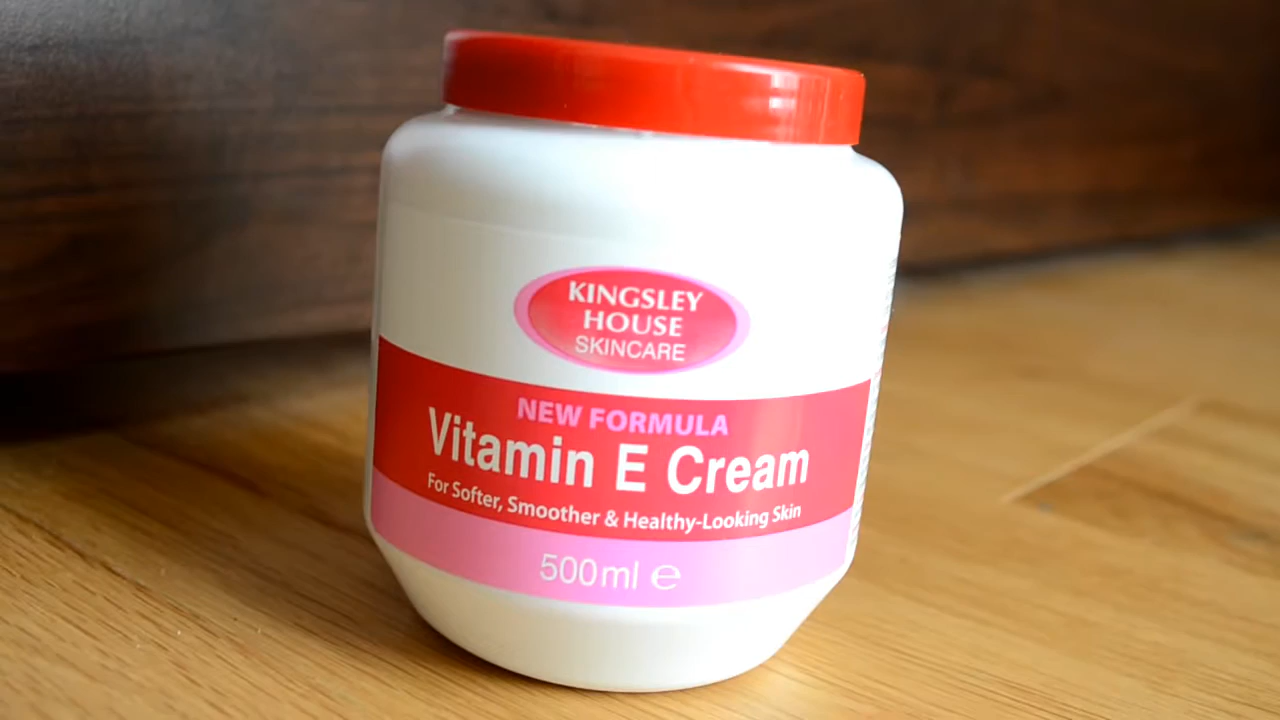 KINGSLEY
HOUSE
SKINCARE
NEW FORMULA
Vitamin E Cream
For Softer, Smoother & Healthy-Looking Skin
500ml ℮